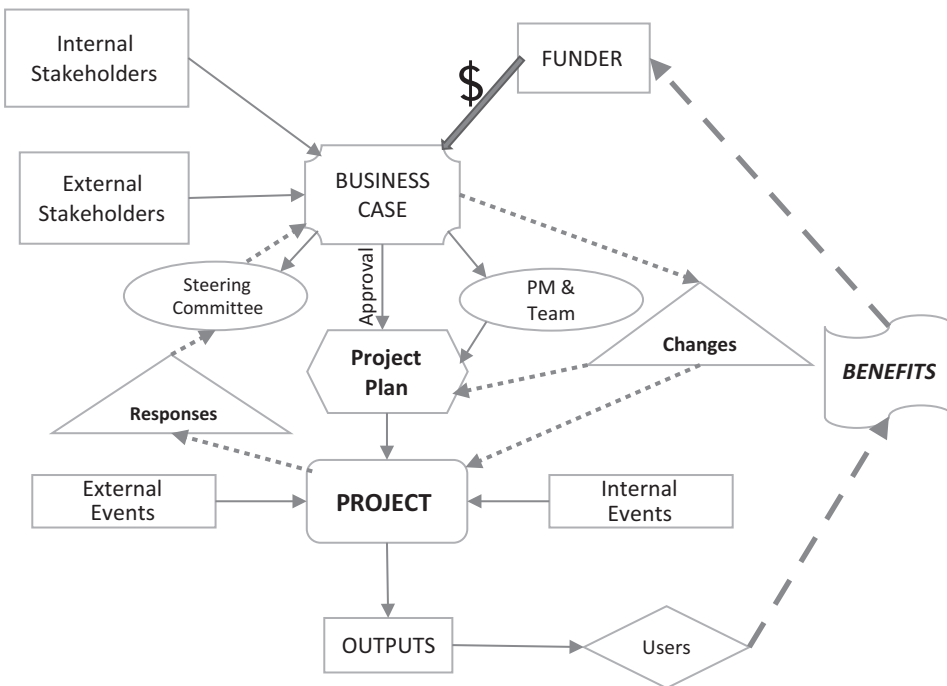 Internal
Stakeholders
$
FUNDER
External
Stakeholders
BUSINESS
CASE
Steering
Committee
Approval
PM &
Team
Project
Plan
Changes
BENEFITS
Responses
External
Events
PROJECT
Internal
Events
OUTPUTS
Users